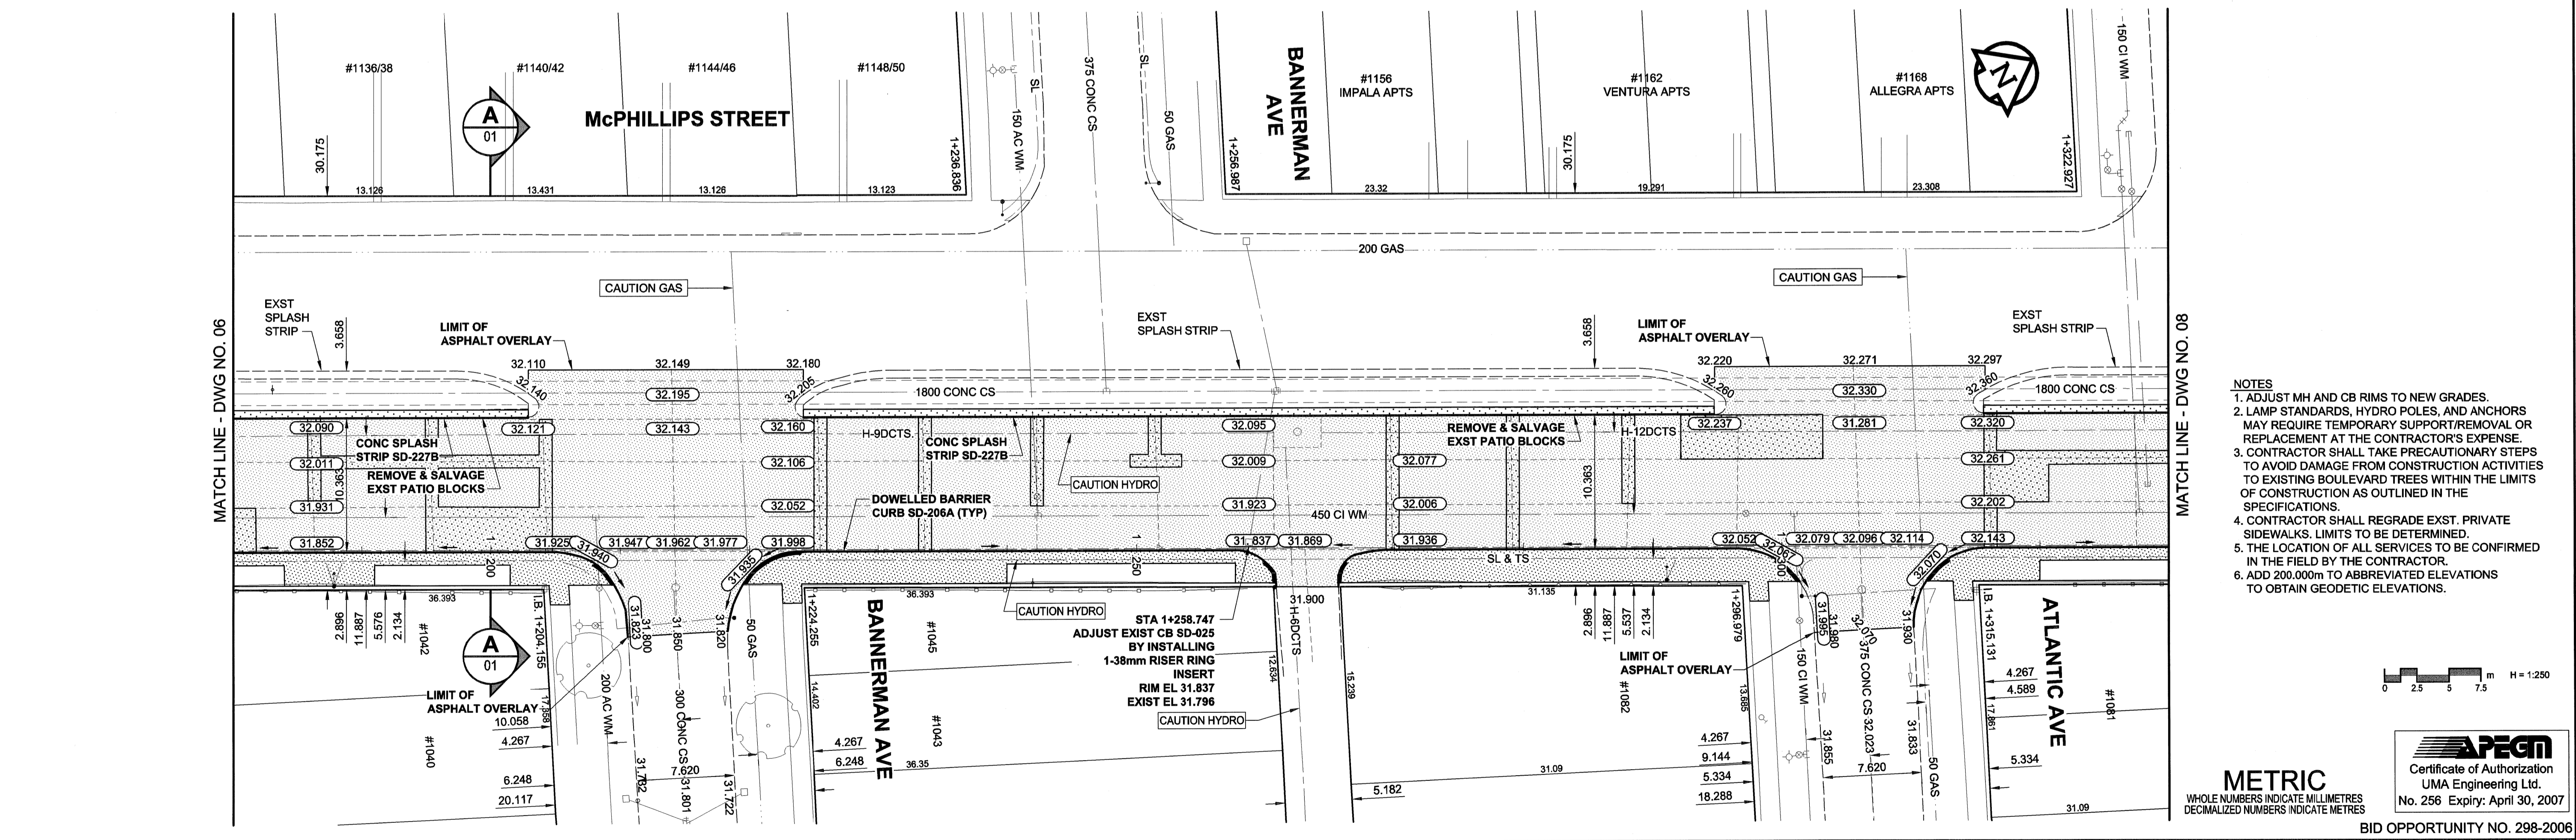 #1136/38
#1140/42
#1144/46
#1148/50
A
01
McPHILLIPS STREET
30.175
13.126
13.431
13.126
13.123
1+236.836
SL
150 AC WM
375 CONC CS
SL
50 GAS
1+256.987
BANNERMAN
AVE
#1156
IMPALA APTS
#1162
VENTURA APTS
#1168
ALLEGRA APTS
N
30.175
23.32
19.291
23.308
1+322.927
150 CI WM
200 GAS
CAUTION GAS
CAUTION GAS
MATCH LINE - DWG NO. 06
EXST
SPLASH
STRIP
3.658
LIMIT OF
ASPHALT OVERLAY
EXST
SPLASH STRIP
3.658
LIMIT OF
ASPHALT OVERLAY
EXST
SPLASH STRIP
MATCH LINE - DWG NO. 08
32.110
32.149
32.180
32.220
32.271
32.297
32.140
32.195
32.205
1800 CONC CS
32.260
32.330
32.360
1800 CONC CS
32.090
32.121
32.143
32.160
H-9DCTS.
32.095
H-12DCTS
32.237
31.281
32.320
CONC SPLASH
STRIP SD-227B
CONC SPLASH
STRIP SD-227B
REMOVE & SALVAGE
EXST PATIO BLOCKS
32.011
10.363
REMOVE & SALVAGE
EXST PATIO BLOCKS
32.106
32.009
32.077
10.363
32.261
CAUTION HYDRO
31.931
32.052
DOWELLED BARRIER
CURB SD-206A (TYP)
31.923
32.006
450 CI WM
32.202
31.852
31.925
31.940
31.947
31.962
31.977
31.998
31.837
31.869
31.936
32.052
32.067
32.079
32.096
32.114
32.143
1
200
31.935
1
250
SL & TS
32.070
36.393
36.393
31.900
31.135
2.896
11.887
5.576
2.134
#1042
I.B. 1+204.155
31.823
31.800
31.850
31.820
50 GAS
1+224.255
BANNERMAN AVE
#1045
CAUTION HYDRO
STA 1+258.747
ADJUST EXIST CB SD-025
BY INSTALLING
1-38mm RISER RING
INSERT
RIM EL 31.837
EXIST EL 31.796
CAUTION HYDRO
H-6DCTS
12.634
15.239
2.896
11.887
5.537
2.134
#1082
1+296.979
31.995
31.980
32.070
31.930
I.B. 1+315.131
ATLANTIC AVE
A
01
LIMIT OF
ASPHALT OVERLAY
17.358
10.058
4.267
#1040
6.248
20.117
200 AC WM
300 CONC CS
31.782
7.620
31.801
31.722
14.402
4.267
6.248
36.35
#1043
5.182
31.09
LIMIT OF
ASPHALT OVERLAY
13.685
4.267
9.144
5.334
18.288
150 CI WM
31.855
375 CONC CS
32.023
7.620
31.833
50 GAS
17.861
4.267
4.589
5.334
#1081
31.09
NOTES
1. ADJUST MH AND CB RIMS TO NEW GRADES.
2. LAMP STANDARDS, HYDRO POLES, AND ANCHORS
MAY REQUIRE TEMPORARY SUPPORT/REMOVAL OR
REPLACEMENT AT THE CONTRACTOR'S EXPENSE.
3. CONTRACTOR SHALL TAKE PRECAUTIONARY STEPS
TO AVOID DAMAGE FROM CONSTRUCTION ACTIVITIES
TO EXISTING BOULEVARD TREES WITHIN THE LIMITS
OF CONSTRUCTION AS OUTLINED IN THE
SPECIFICATIONS.
4. CONTRACTOR SHALL REGRADE EXST. PRIVATE
SIDEWALKS. LIMITS TO BE DETERMINED.
5. THE LOCATION OF ALL SERVICES TO BE CONFIRMED
IN THE FIELD BY THE CONTRACTOR.
6. ADD 200.000m TO ABBREVIATED ELEVATIONS
TO OBTAIN GEODETIC ELEVATIONS.
0 2.5 5 7.5 m H = 1:250
METRIC
WHOLE NUMBERS INDICATE MILLIMETRES
DECIMALIZED NUMBERS INDICATE METRES
APEGM
Certificate of Authorization
UMA Engineering Ltd.
No. 256 Expiry: April 30, 2007
BID OPPORTUNITY NO. 298-2006